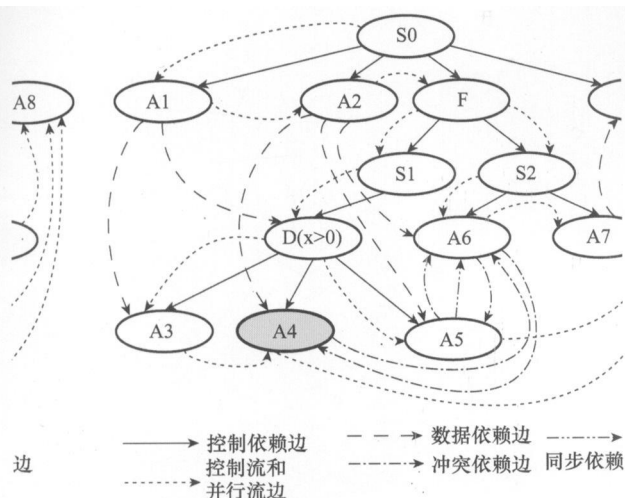 S0
A8
A1
A2
F
S1
S2
D(x>0)
A6
A7
A3
A4
A5
控制依赖边
数据依赖边
边
控制流和
冲突依赖边
同步依赖
并行流边